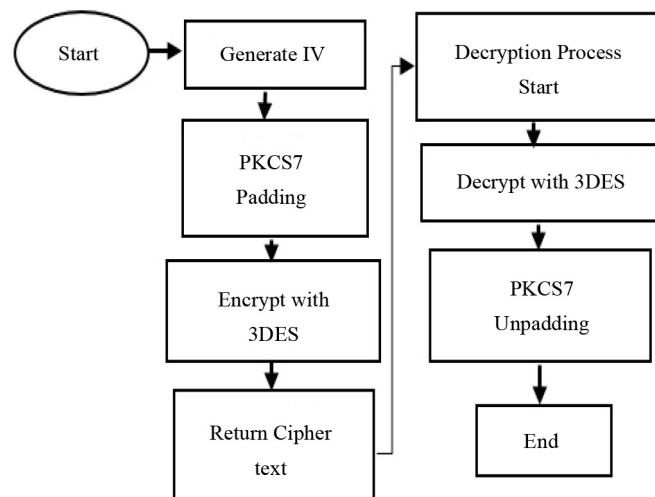 Start
Generate IV
PKCS7
Padding
Encrypt with
3DES
Return Cipher
text
Decryption Process
Start
Decrypt with 3DES
PKCS7
Unpadding
End